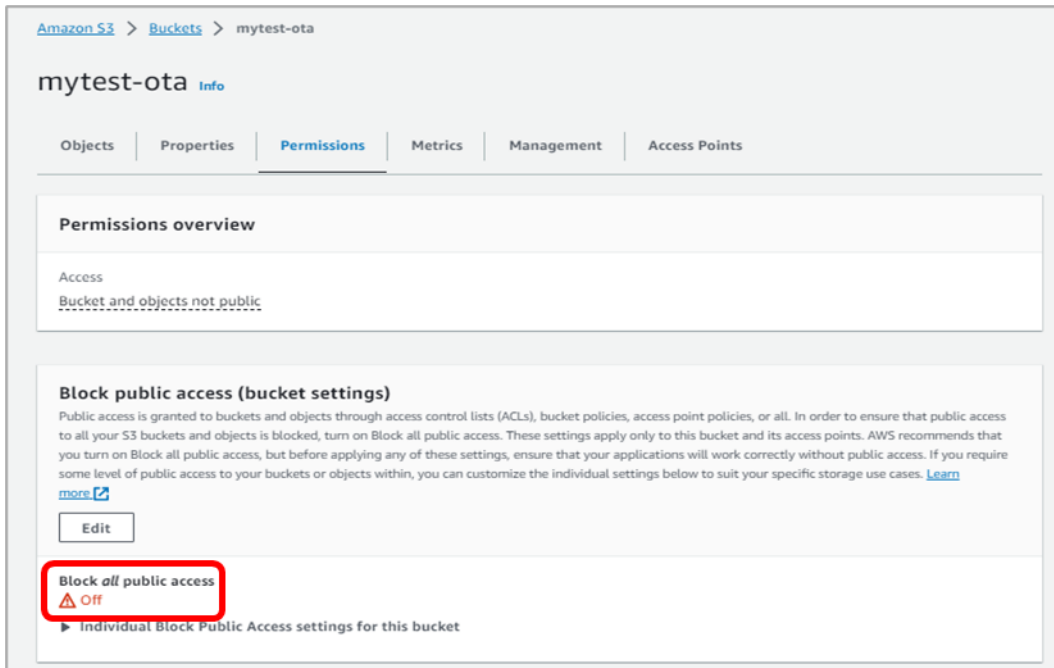 Amazon S3 > Buckets > mytest-ota
mytest-ota Info
Objects Properties Permissions Metrics Management Access Points
Permissions overview
Access
Bucket and objects not public
Block public access (bucket settings)
Public access is granted to buckets and objects through access control lists (ACLs), bucket policies, access point policies, or all. In order to ensure that public access
to all your S3 buckets and objects is blocked, turn on Block all public access. These settings apply only to this bucket and its access points. AWS recommends that
you turn on Block all public access, but before applying any of these settings, ensure that your applications will work correctly without public access. If you require
some level of public access to your buckets or objects within, you can customize the individual settings below to suit your specific storage use cases. Learn
more
Edit
Block all public access
Off
Individual Block Public Access settings for this bucket